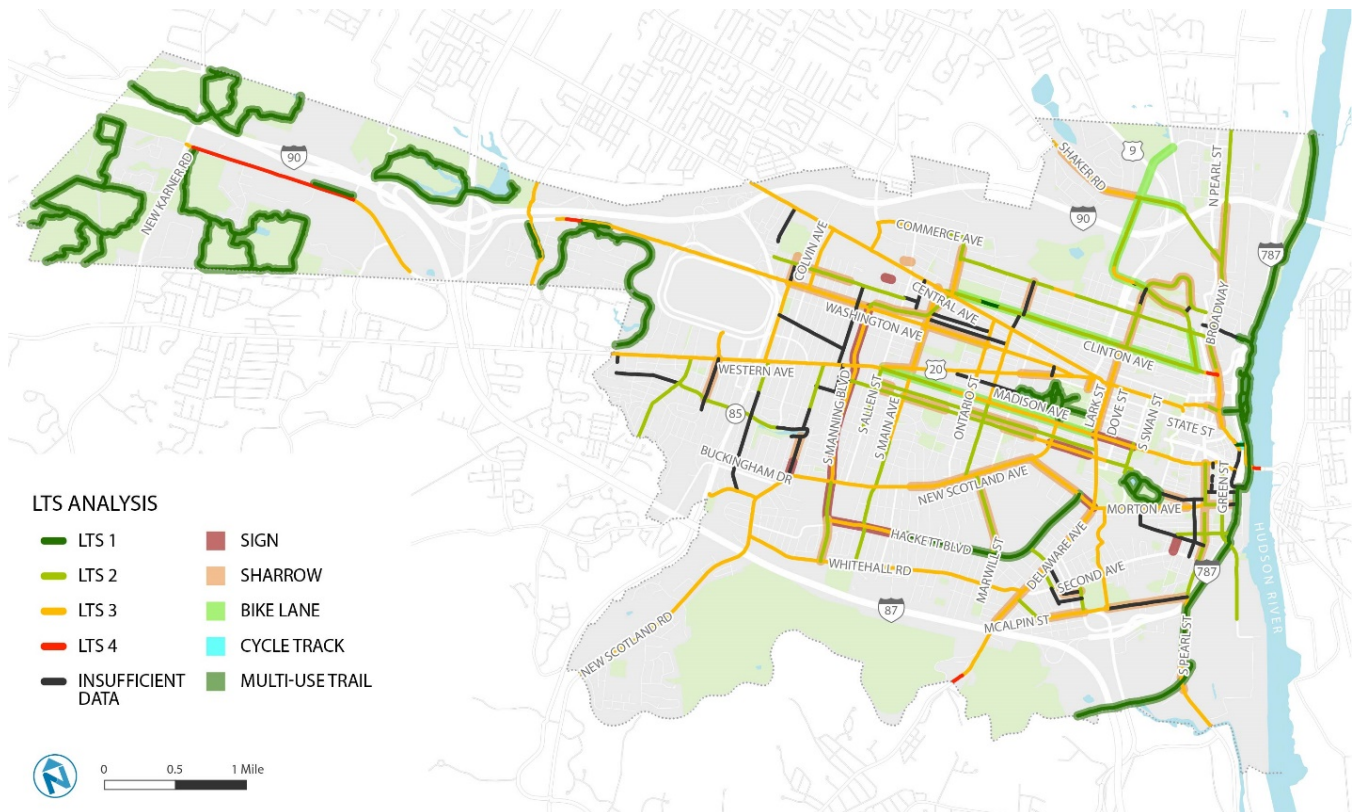 SHAKER RD
9
N PEARL ST
90
NEW KARNER RD
90
787
COLVIN AVE
COMMERCE AVE
CENTRAL AVE
WASHINGTON AVE
BROADWAY
CLINTON AVE
WESTERN AVE
20
85
S MANNING BLVD
S ALLEN ST
S MAIN AVE
ONTARIO ST
MADISON AVE
LARK ST
DOVE ST
S SWAN ST
STATE ST
BUCKINGHAM DR
NEW SCOTLAND AVE
GREEN ST
MORTON AVE
HACKETT BLVD
DELAWARE AVE
WHITEHALL RD
MARWILL ST
SECOND AVE
787
HUDSON RIVER
87
MCALPIN ST
NEW SCOTLAND RD
S PEARL ST
LTS ANALYSIS
LTS 1
LTS 2
LTS 3
LTS 4
INSUFFICIENT
DATA
SIGN
SHARROW
BIKE LANE
CYCLE TRACK
MULTI-USE TRAIL
N
0 0.5 1 Mile